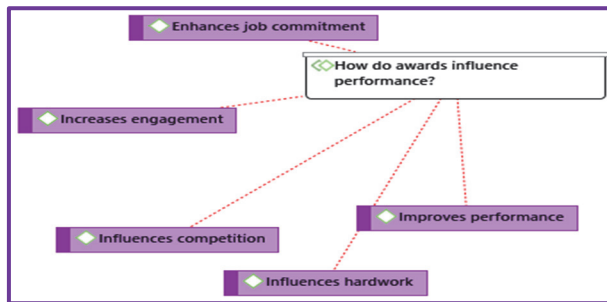 Enhances job commitment
How do awards influence
performance?
Increases engagement
Improves performance
Influences competition
Influences hardwork